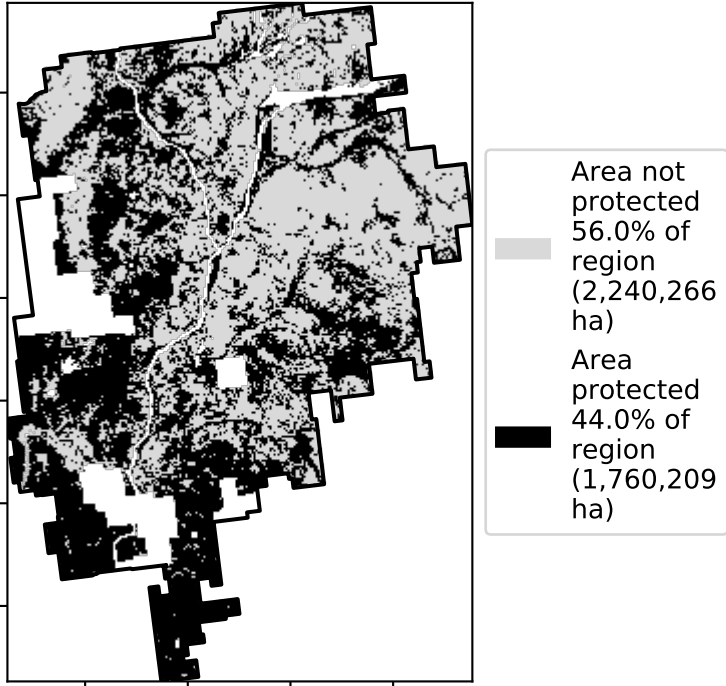 Area not
protected
56.0% of
region
(2,240,266
ha)
Area
protected
44.0% of
region
(1,760,209
ha)